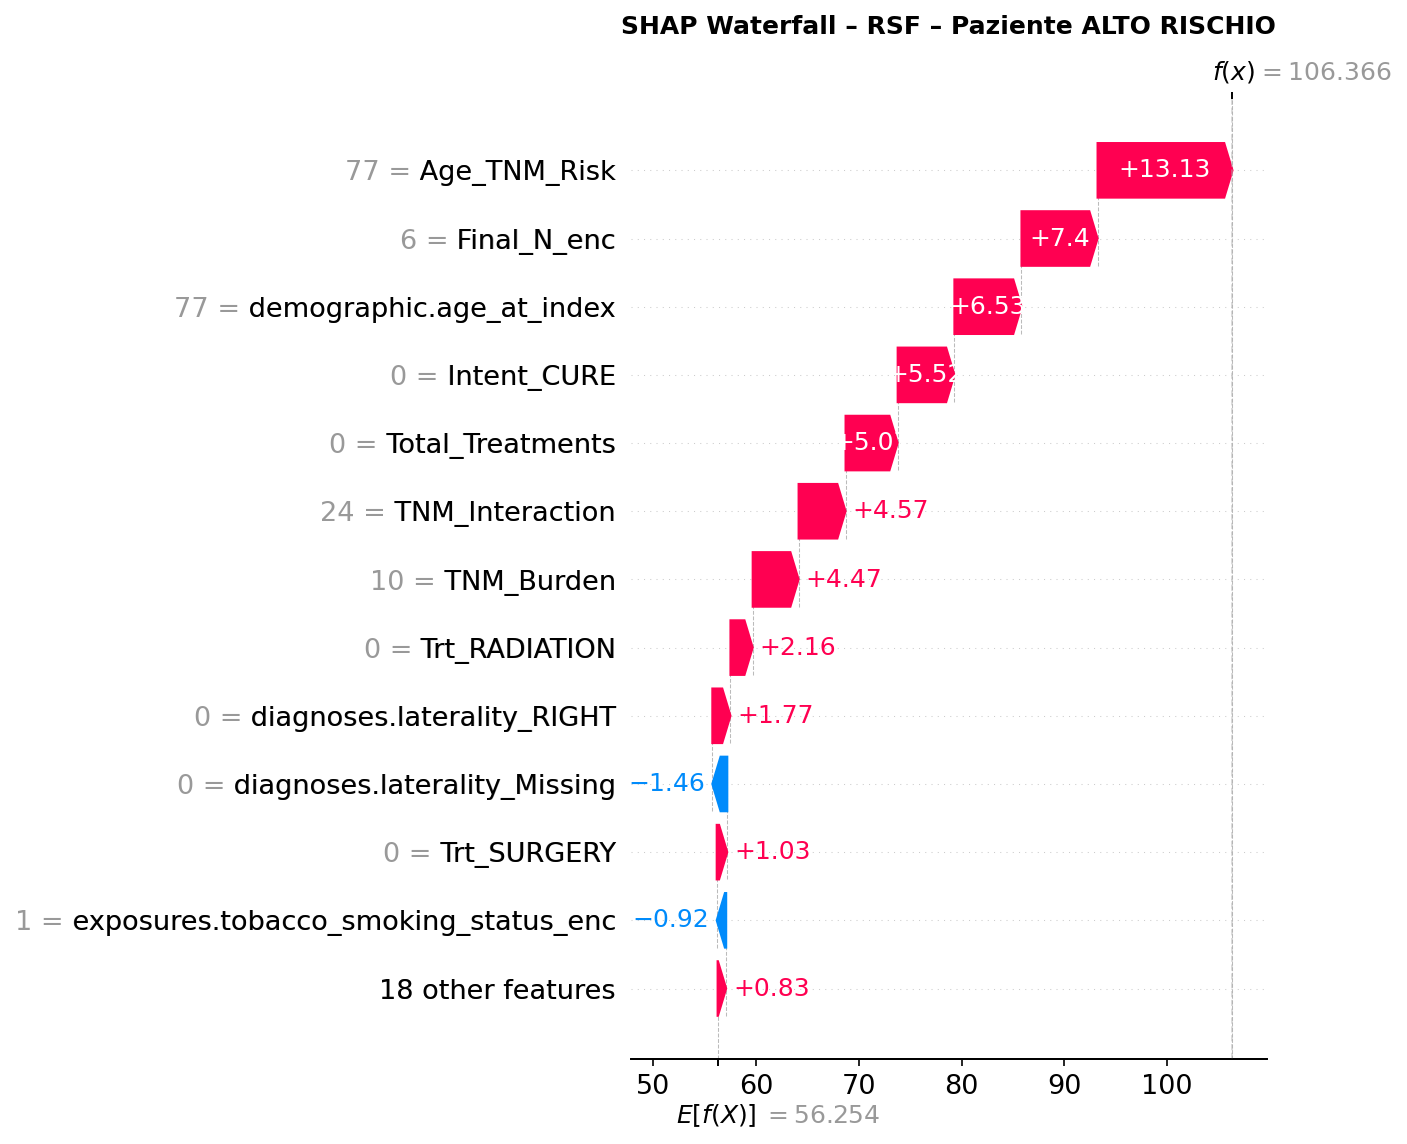 SHAP Waterfall – RSF – Paziente ALTO RISCHIO
f(x) = 106.366
77 = Age_TNM_Risk +13.13
6 = Final_N_enc +7.4
77 = demographic.age_at_index +6.53
0 = Intent_CURE +5.52
0 = Total_Treatments +5.0
24 = TNM_Interaction +4.57
10 = TNM_Burden +4.47
0 = Trt_RADIATION +2.16
0 = diagnoses.laterality_RIGHT +1.77
0 = diagnoses.laterality_Missing −1.46
0 = Trt_SURGERY +1.03
1 = exposures.tobacco_smoking_status_enc −0.92
18 other features +0.83
50 60 70 80 90 100
E[f(X)] = 56.254